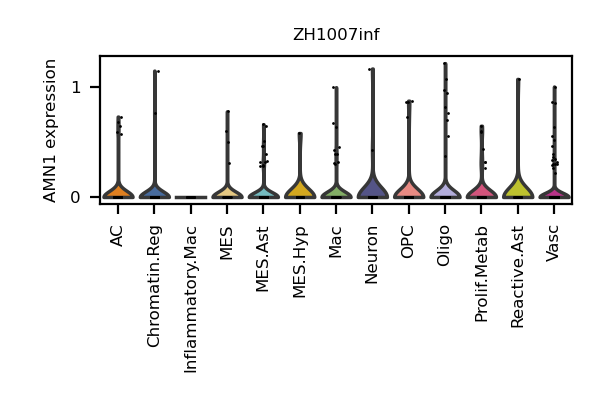 ZH1007inf
AMN1 expression
1
0
AC
Chromatin.Reg
Inflammatory.Mac
MES
MES.Ast
MES.Hyp
Mac
Neuron
OPC
Oligo
Prolif.Metab
Reactive.Ast
Vasc